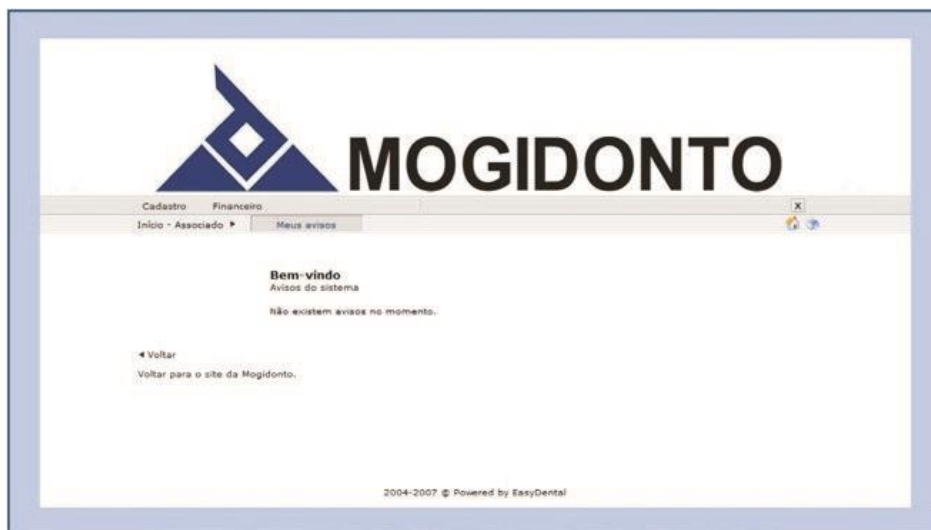 MOGIDONTO
Cadastro Financeiro X
Início - Associado Meus avisos
Bem-vindo
Avisos do sistema
Não existem avisos no momento.
Voltar
Voltar para o site da Mogidonto.
2004-2007 @ Powered by EasyDental